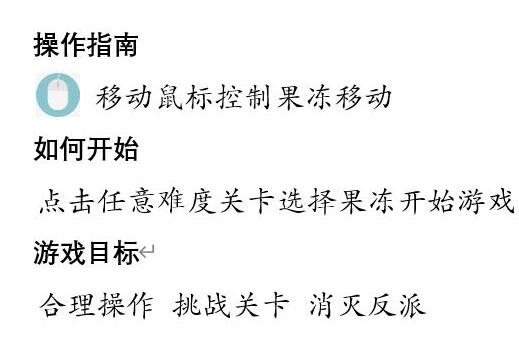 操作指南
移动鼠标控制果冻移动
如何开始
点击任意难度关卡选择果冻开始游戏
游戏目标
合理操作 挑战关卡 消灭反派